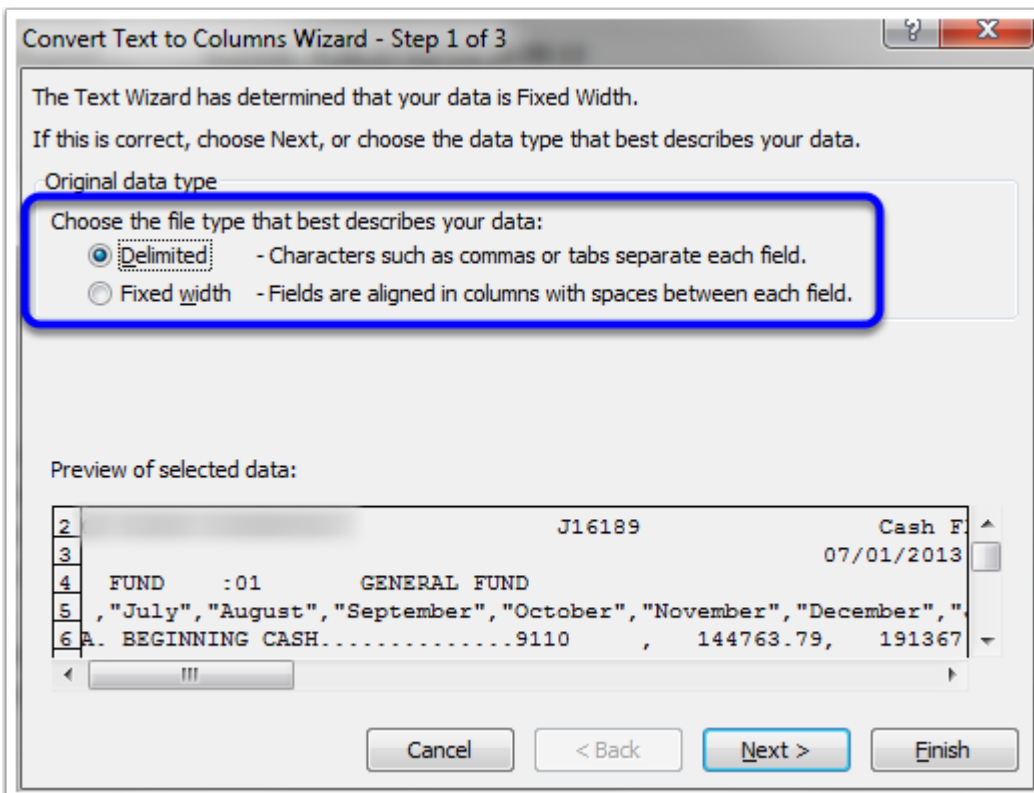 Convert Text to Columns Wizard - Step 1 of 3
The Text Wizard has determined that your data is Fixed Width.
If this is correct, choose Next, or choose the data type that best describes your data.
Original data type
Choose the file type that best describes your data:
Delimited - Characters such as commas or tabs separate each field.
Fixed width - Fields are aligned in columns with spaces between each field.
Preview of selected data:
2 J16189 Cash F
3 07/01/2013
4 FUND :01 GENERAL FUND
5 ,"July","August","September","October","November","December","
6 A. BEGINNING CASH..............9110 , 144763.79, 191367
Cancel < Back Next > Finish